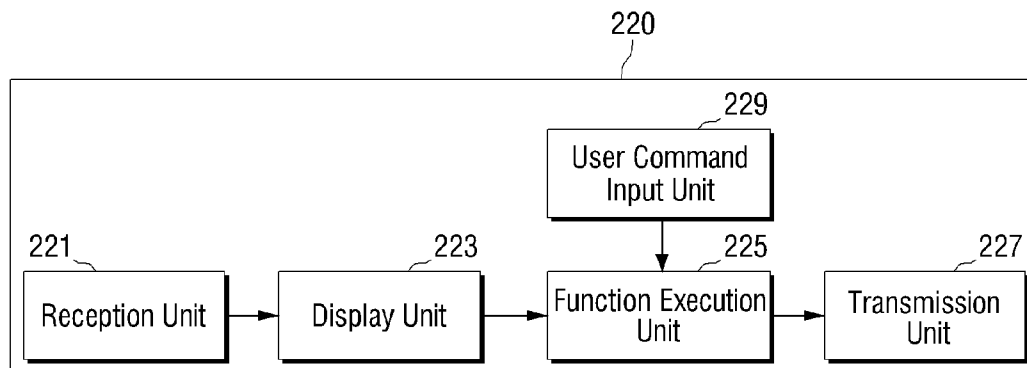 220
229
User Command
Input Unit
221
223
225
227
Reception Unit
Display Unit
Function Execution
Unit
Transmission
Unit